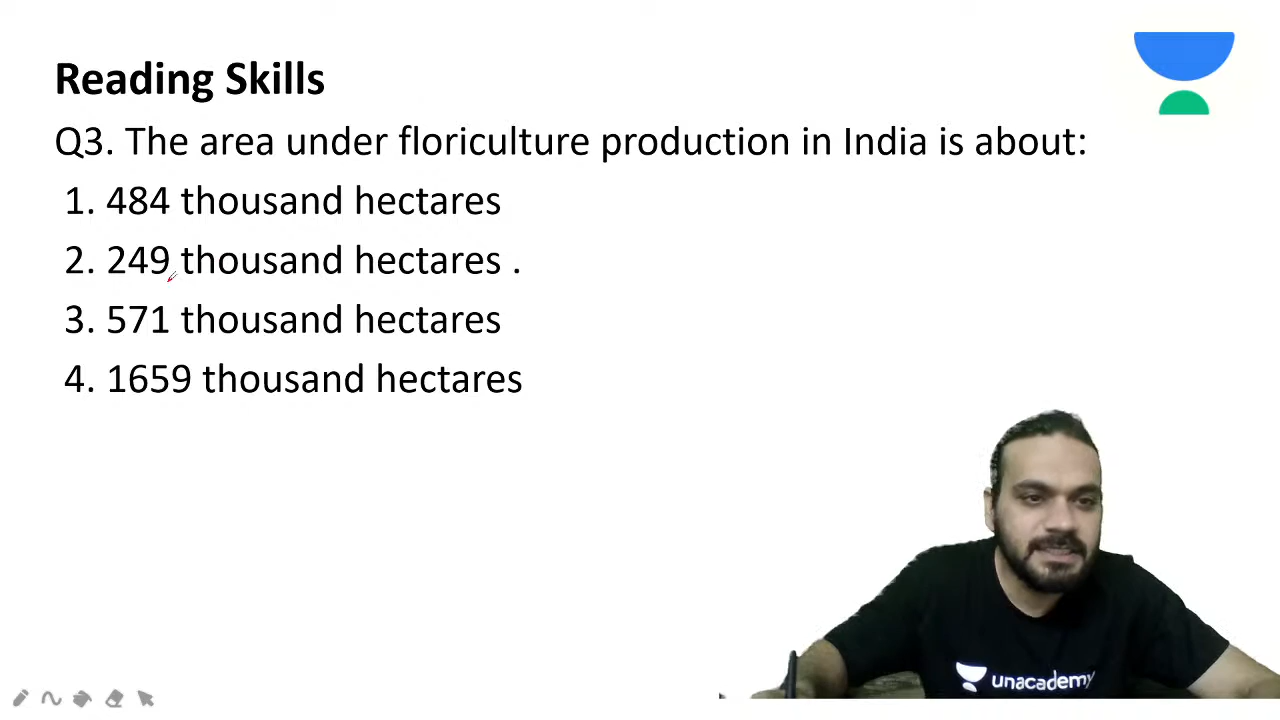 Reading Skills
Q3. The area under floriculture production in India is about:
1. 484 thousand hectares
2. 249 thousand hectares .
3. 571 thousand hectares
4. 1659 thousand hectares
unacademy